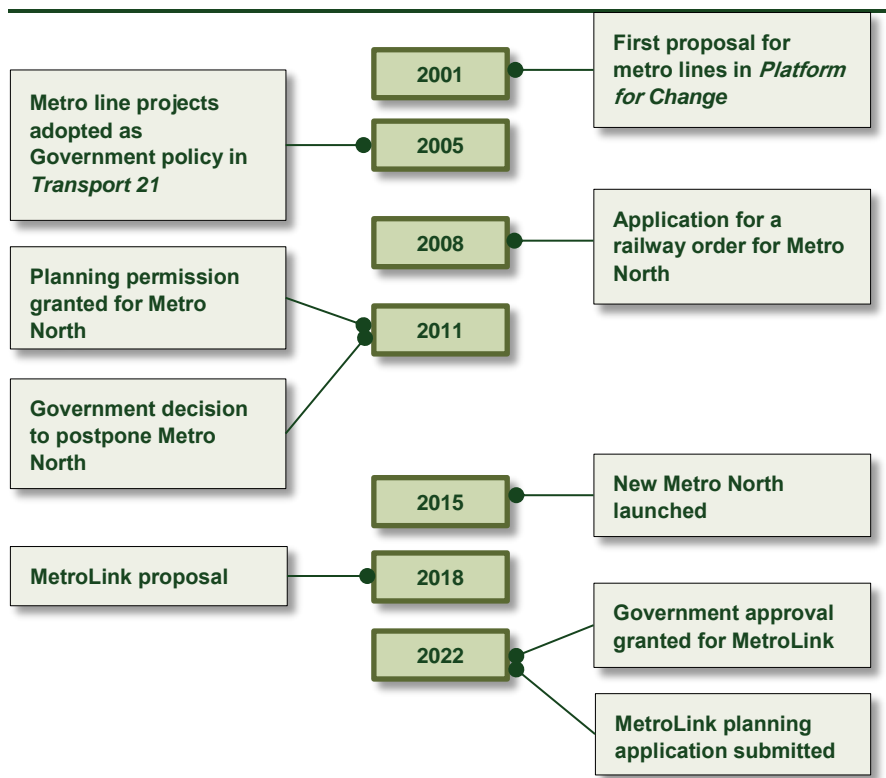 2001
First proposal for
metro lines in Platform
for Change
Metro line projects
adopted as
Government policy in
Transport 21
2005
2008
Application for a
railway order for Metro
North
Planning permission
granted for Metro
North
2011
Government decision
to postpone Metro
North
2015
New Metro North
launched
MetroLink proposal
2018
2022
Government approval
granted for MetroLink
MetroLink planning
application submitted